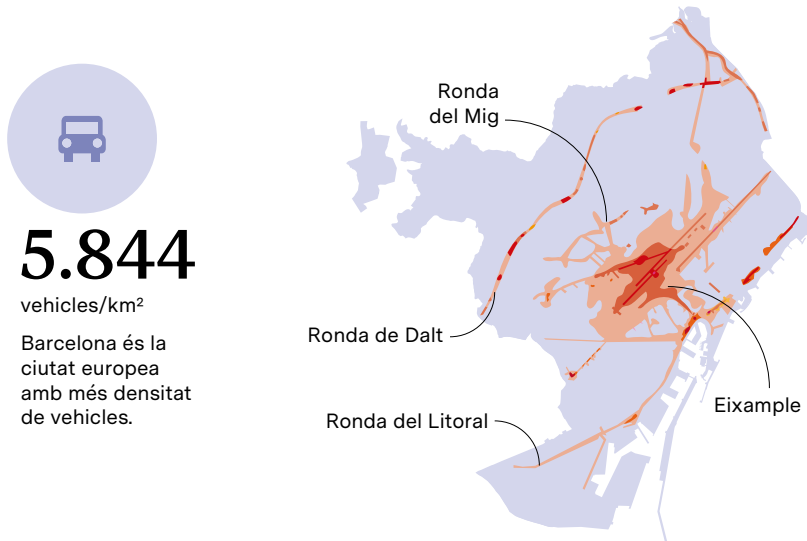 5.844
vehicles/km²
Barcelona és la
ciutat europea
amb més densitat
de vehicles.
Ronda
del Mig
Ronda de Dalt
Ronda del Litoral
Eixample